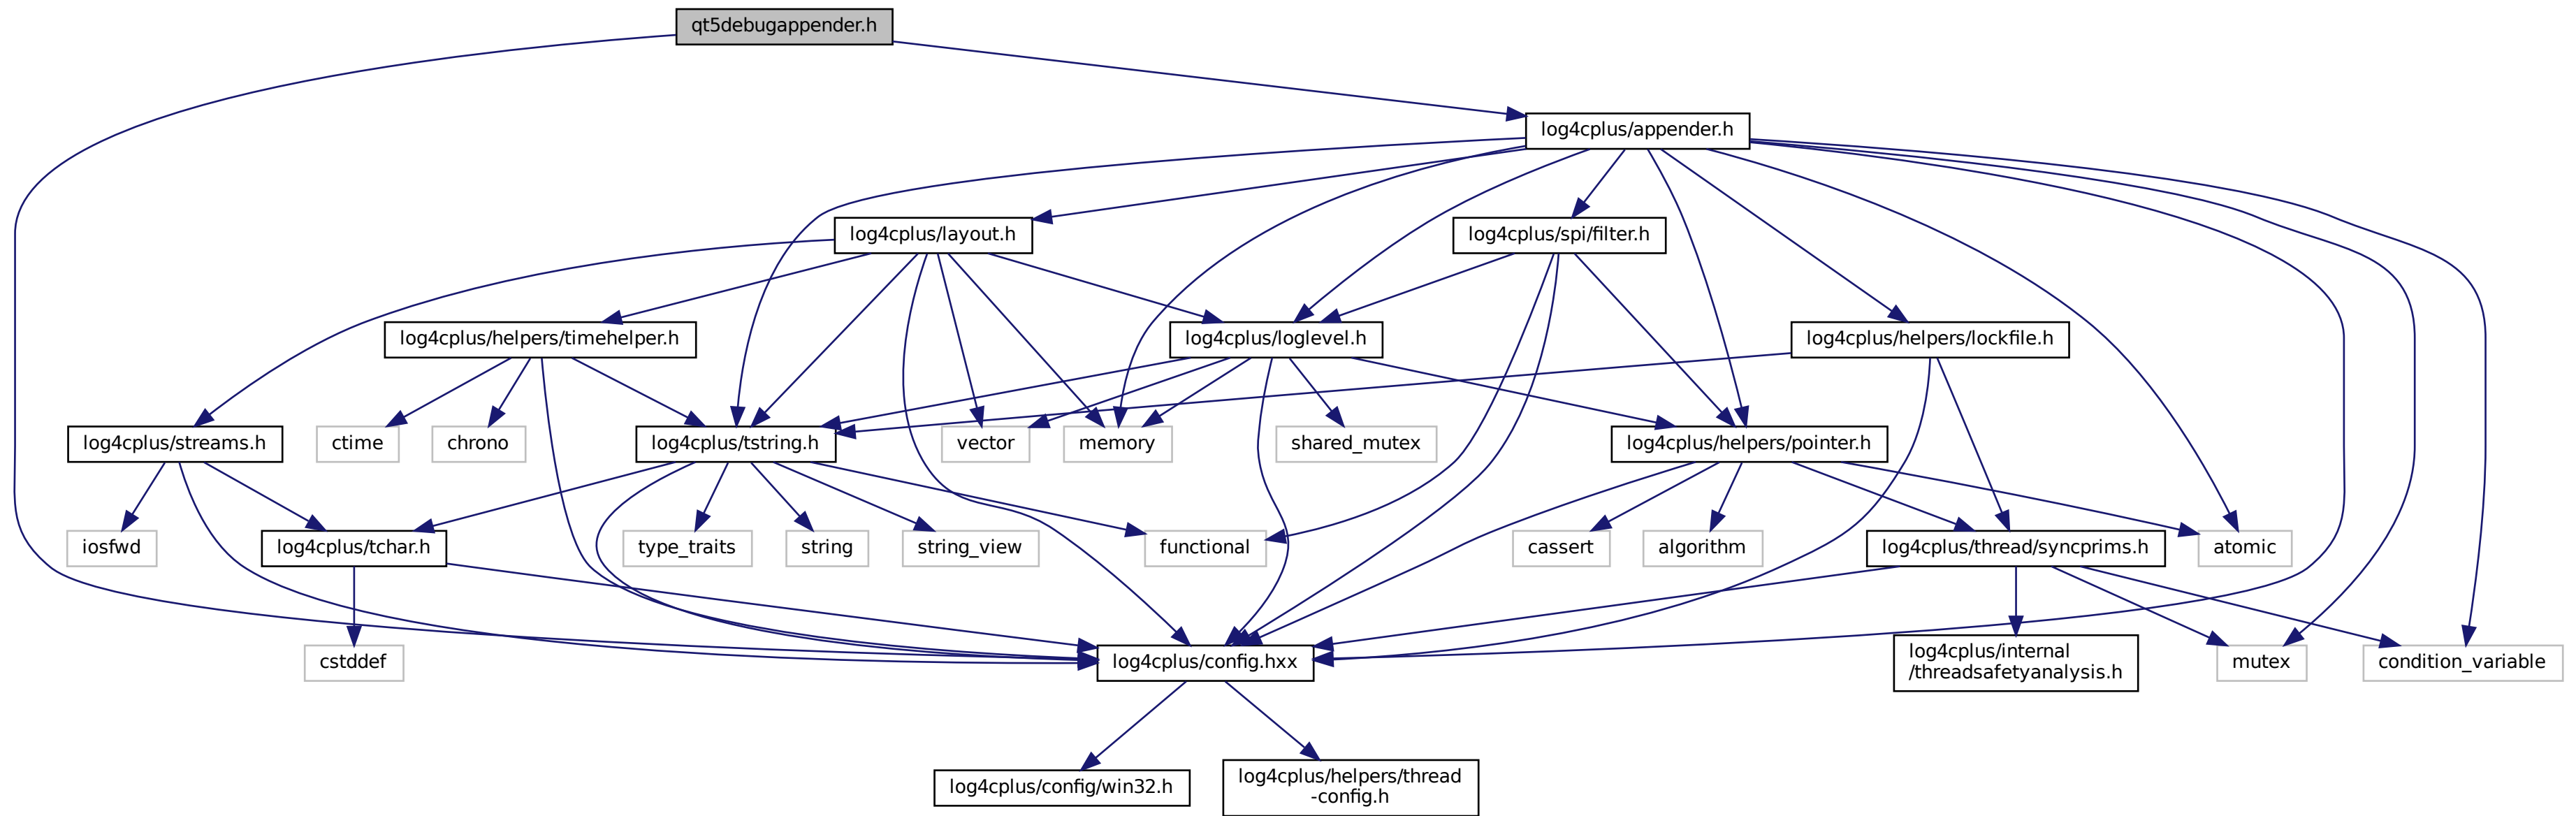 qt5debugappender.h
log4cplus/appender.h
log4cplus/layout.h
log4cplus/spi/filter.h
log4cplus/helpers/timehelper.h
log4cplus/loglevel.h
log4cplus/helpers/lockfile.h
log4cplus/streams.h
ctime
chrono
log4cplus/tstring.h
vector
memory
shared_mutex
log4cplus/helpers/pointer.h
iosfwd
log4cplus/tchar.h
type_traits
string
string_view
functional
cassert
algorithm
log4cplus/thread/syncprims.h
atomic
cstddef
log4cplus/config.hxx
log4cplus/internal
/threadsafetyanalysis.h
mutex
condition_variable
log4cplus/config/win32.h
log4cplus/helpers/thread
-config.h